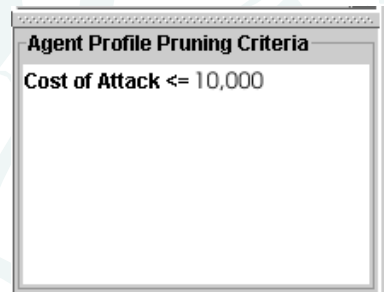 Agent Profile Pruning Criteria
Cost of Attack <= 10,000